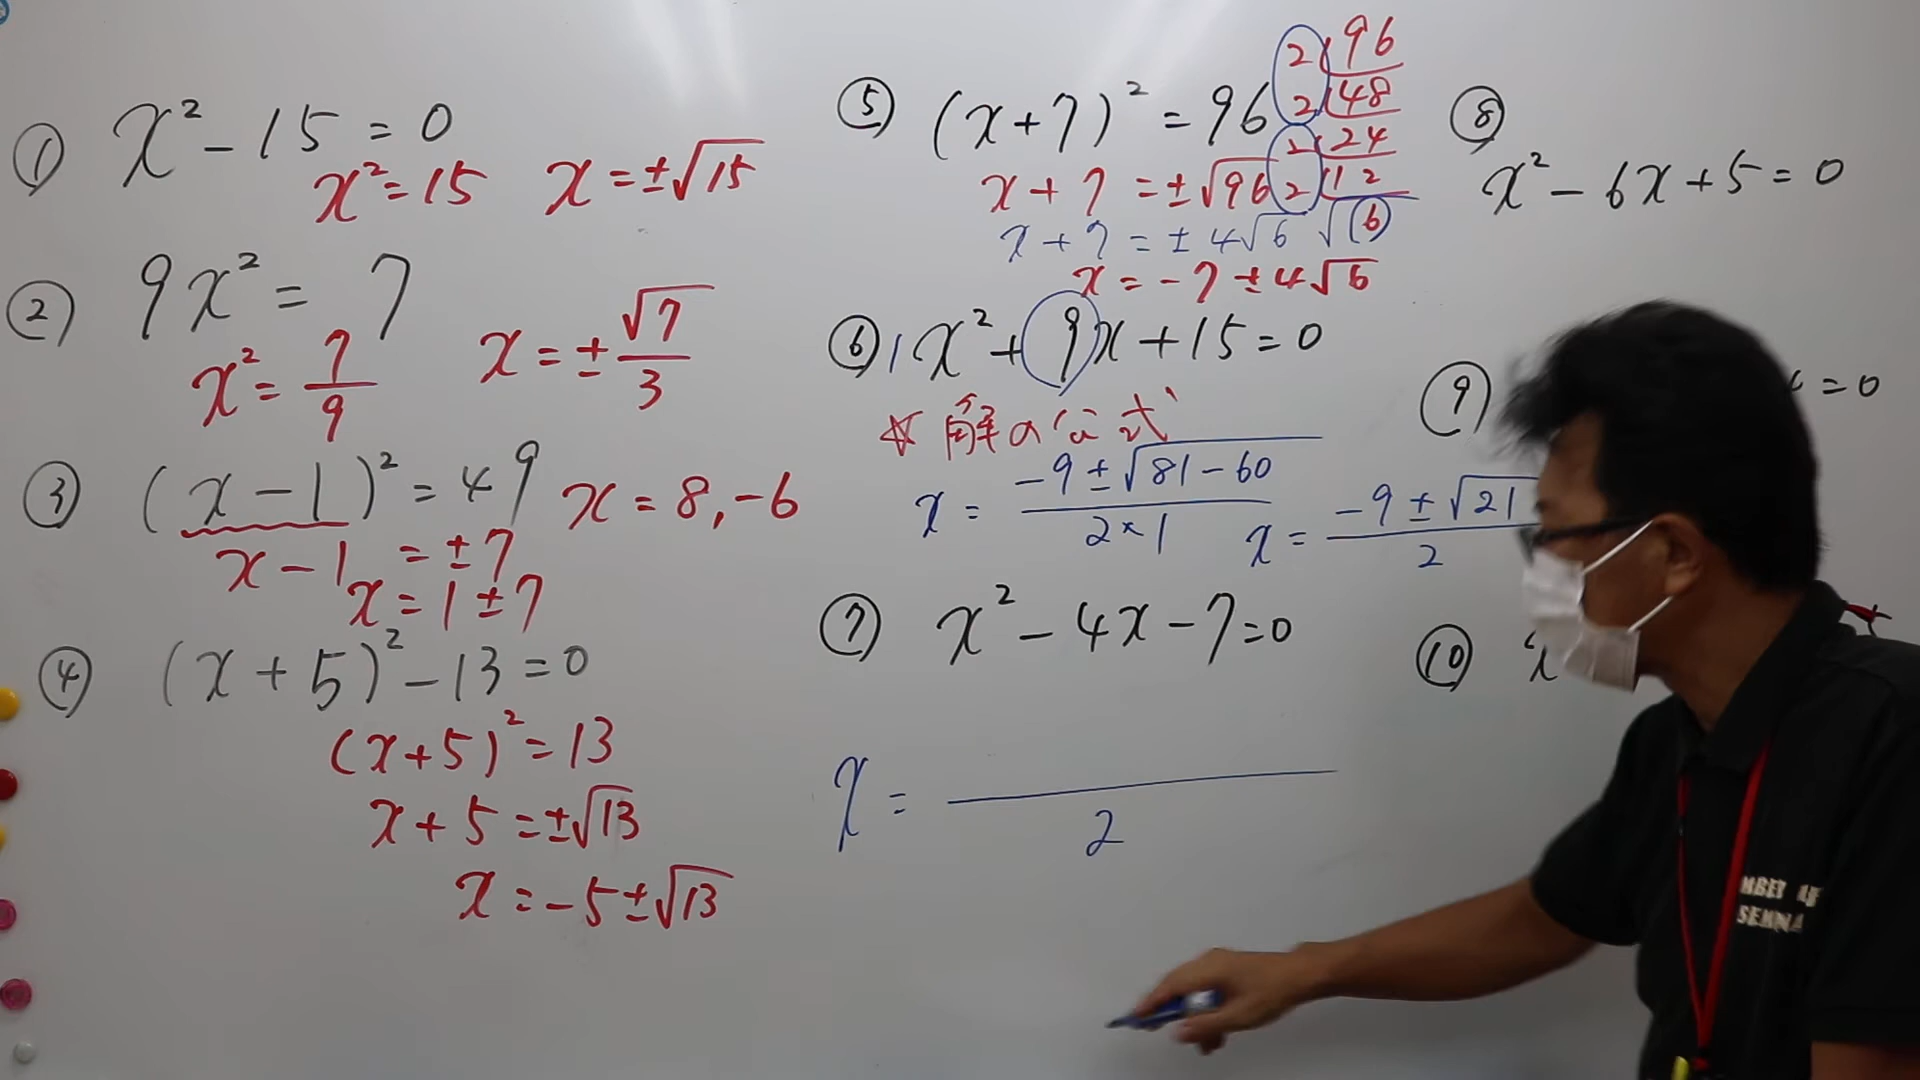 ① x² - 15 = 0
x² = 15 x = ±√15
② 9x² = 7
x² = 7/9 x = ±√7/3
③ (x - 1)² = 49 x = 8, -6
x - 1 = ±7
x = 1 ± 7
④ (x + 5)² - 13 = 0
(x + 5)² = 13
x + 5 = ±√13
x = -5 ± √13
⑤ (x + 7)² = 96
x + 7 = ±√96
x + 7 = ±4√6
x = -7 ± 4√6
2 96
2 48
2 24
2 12
√6
⑥ 1x² + 9x + 15 = 0
☆ 解の公式
x = (-9 ± √81 - 60)/(2 × 1) x = (-9 ± √21)/2
⑦ x² - 4x - 7 = 0
x = /2
⑧
x² - 6x + 5 = 0
⑨ = 0
⑩ x